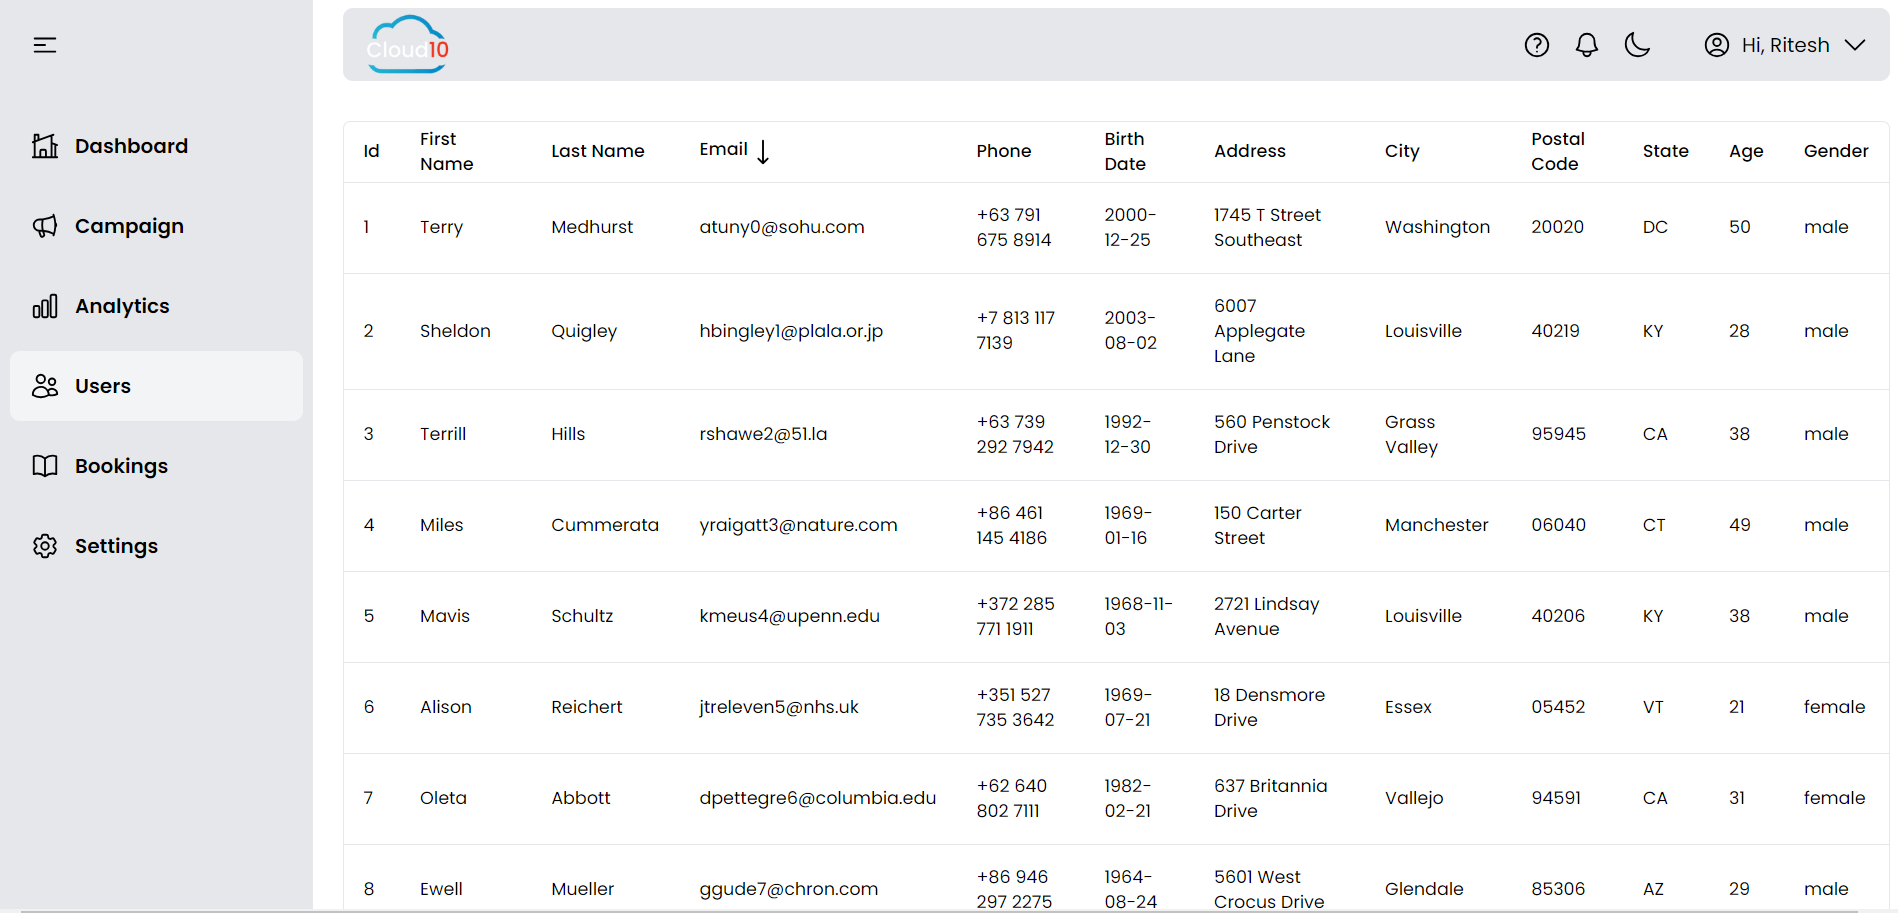 Cloud10
Hi, Ritesh
Dashboard
Campaign
Analytics
Users
Bookings
Settings
Id First Name Last Name Email Phone Birth Date Address City Postal Code State Age Gender
1 Terry Medhurst atuny0@sohu.com +63 791 675 8914 2000-12-25 1745 T Street Southeast Washington 20020 DC 50 male
2 Sheldon Quigley hbingley1@plala.or.jp +7 813 117 7139 2003-08-02 6007 Applegate Lane Louisville 40219 KY 28 male
3 Terrill Hills rshawe2@51.la +63 739 292 7942 1992-12-30 560 Penstock Drive Grass Valley 95945 CA 38 male
4 Miles Cummerata yraigatt3@nature.com +86 461 145 4186 1969-01-16 150 Carter Street Manchester 06040 CT 49 male
5 Mavis Schultz kmeus4@upenn.edu +372 285 771 1911 1968-11-03 2721 Lindsay Avenue Louisville 40206 KY 38 male
6 Alison Reichert jtreleven5@nhs.uk +351 527 735 3642 1969-07-21 18 Densmore Drive Essex 05452 VT 21 female
7 Oleta Abbott dpettegre6@columbia.edu +62 640 802 7111 1982-02-21 637 Britannia Drive Vallejo 94591 CA 31 female
8 Ewell Mueller ggude7@chron.com +86 946 297 2275 1964-08-24 5601 West Crocus Drive Glendale 85306 AZ 29 male